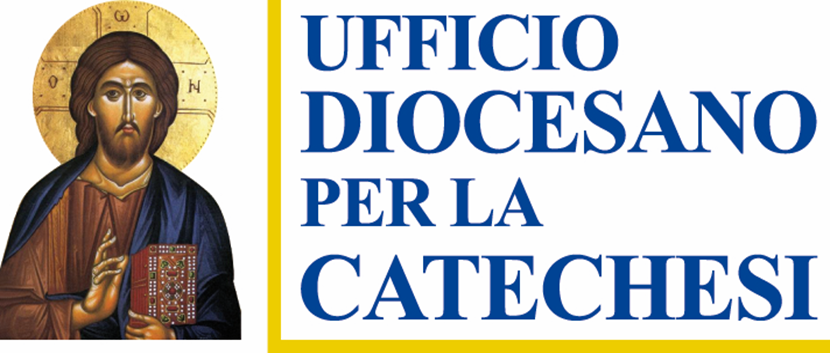 Ο Ω Ν
UFFICIO
DIOCESANO
PER LA
CATECHESI